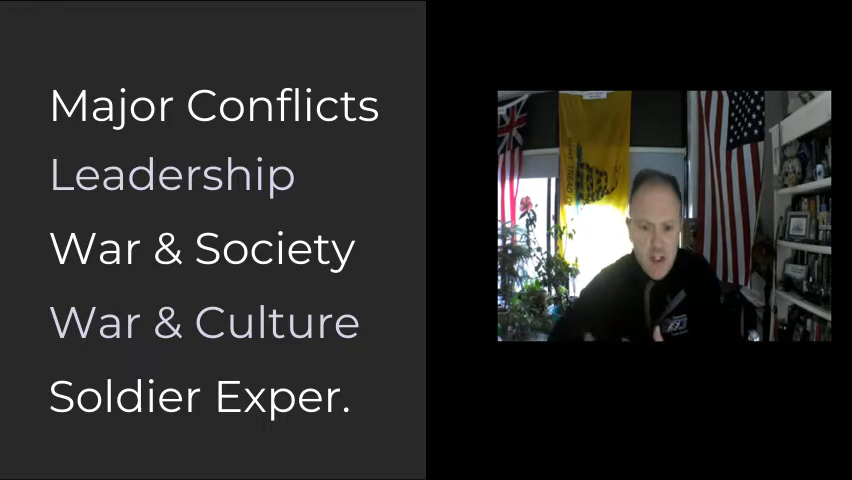 Major Conflicts
Leadership
War & Society
War & Culture
Soldier Exper.